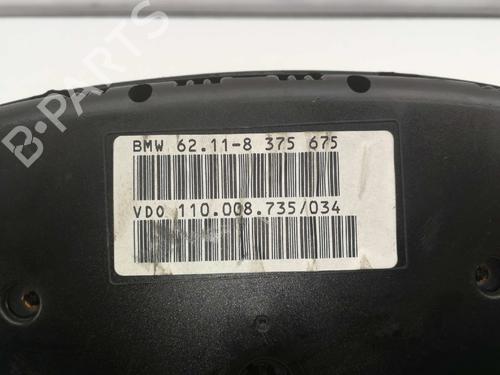 B-PARTS
BMW 62.11-8 375 675
VDO 110.008.735/034